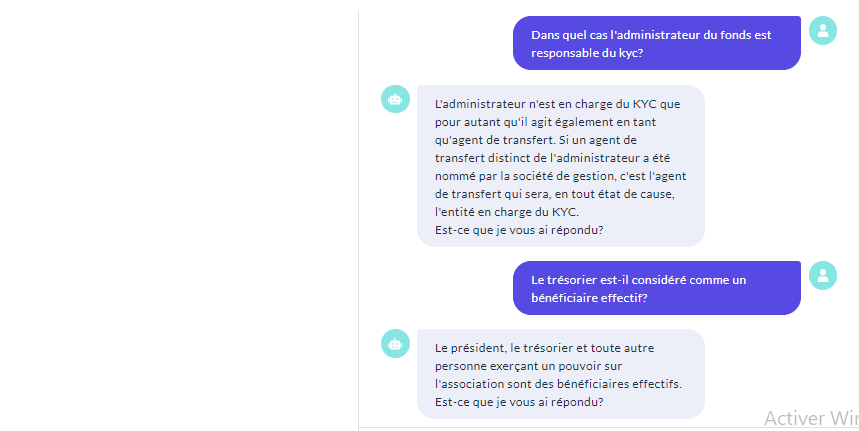 Dans quel cas l'administrateur du fonds est
responsable du kyc?
L'administrateur n'est en charge du KYC que
pour autant qu'il agit également en tant
qu'agent de transfert. Si un agent de
transfert distinct de l'administrateur a été
nommé par la société de gestion, c'est l'agent
de transfert qui sera, en tout état de cause,
l'entité en charge du KYC.
Est-ce que je vous ai répondu?
Le trésorier est-il considéré comme un
bénéficiaire effectif?
Le président, le trésorier et toute autre
personne exerçant un pouvoir sur
l'association sont des bénéficiaires effectifs.
Est-ce que je vous ai répondu?
Activer Win